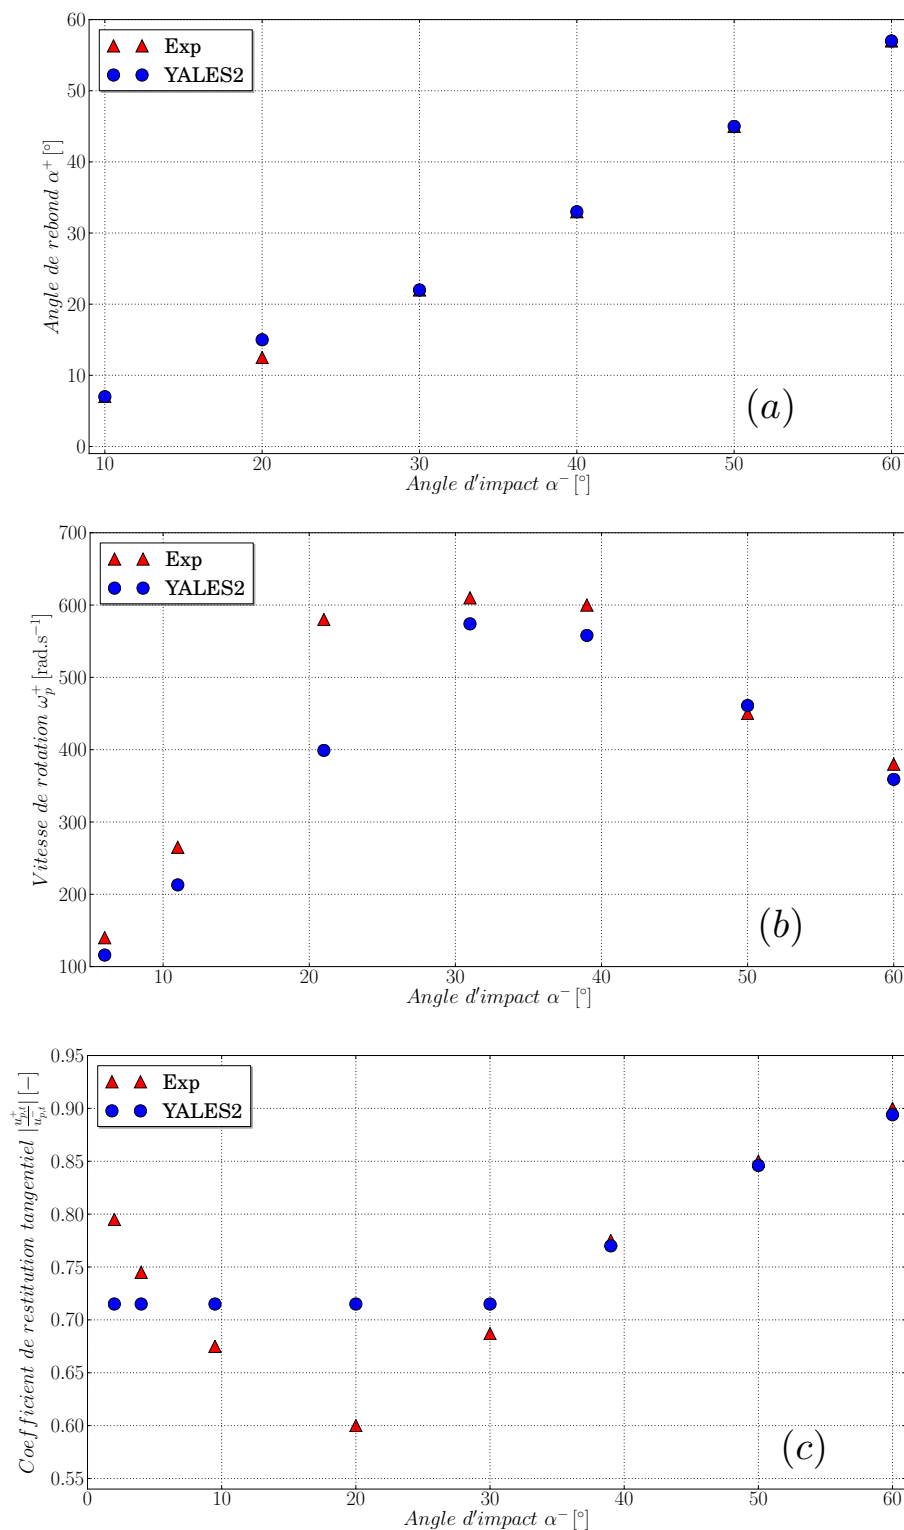 60
50
40
30
20
10
0
Angle de rebond α⁺ [°]
Exp
YALES2
(a)
10 20 30 40 50 60
Angle d'impact α⁻ [°]
700
600
500
400
300
200
100
Vitesse de rotation ωₚ⁺ [rad.s⁻¹]
Exp
YALES2
(b)
10 20 30 40 50 60
Angle d'impact α⁻ [°]
0.95
0.90
0.85
0.80
0.75
0.70
0.65
0.60
0.55
Coefficient de restitution tangentiel |u⁺p,t / u⁻p,t| [−]
Exp
YALES2
(c)
0 10 20 30 40 50 60
Angle d'impact α⁻ [°]